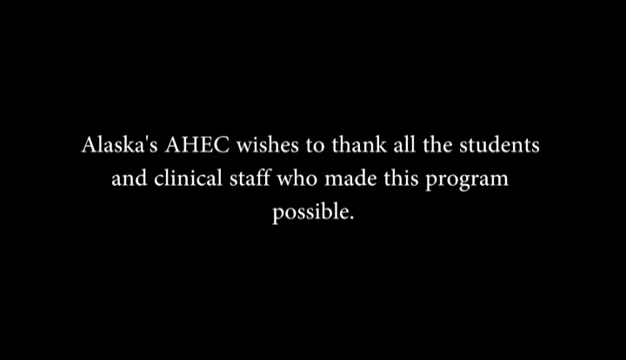 Alaska's AHEC wishes to thank all the students
and clinical staff who made this program
possible.